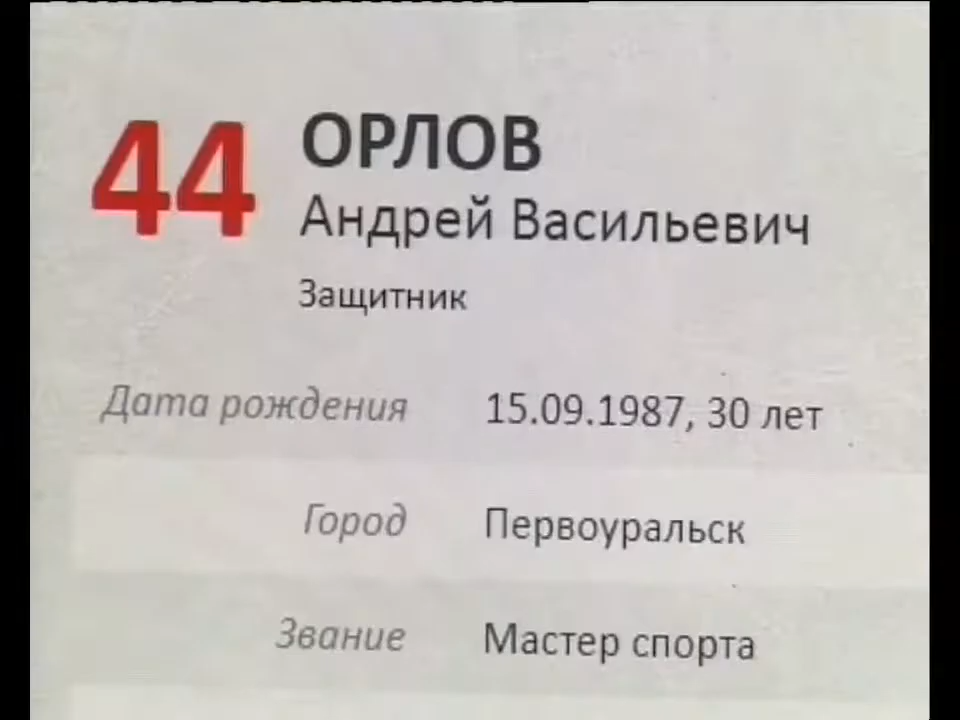 44 ОРЛОВ
Андрей Васильевич
Защитник
Дата рождения 15.09.1987, 30 лет
Город Первоуральск
Звание Мастер спорта